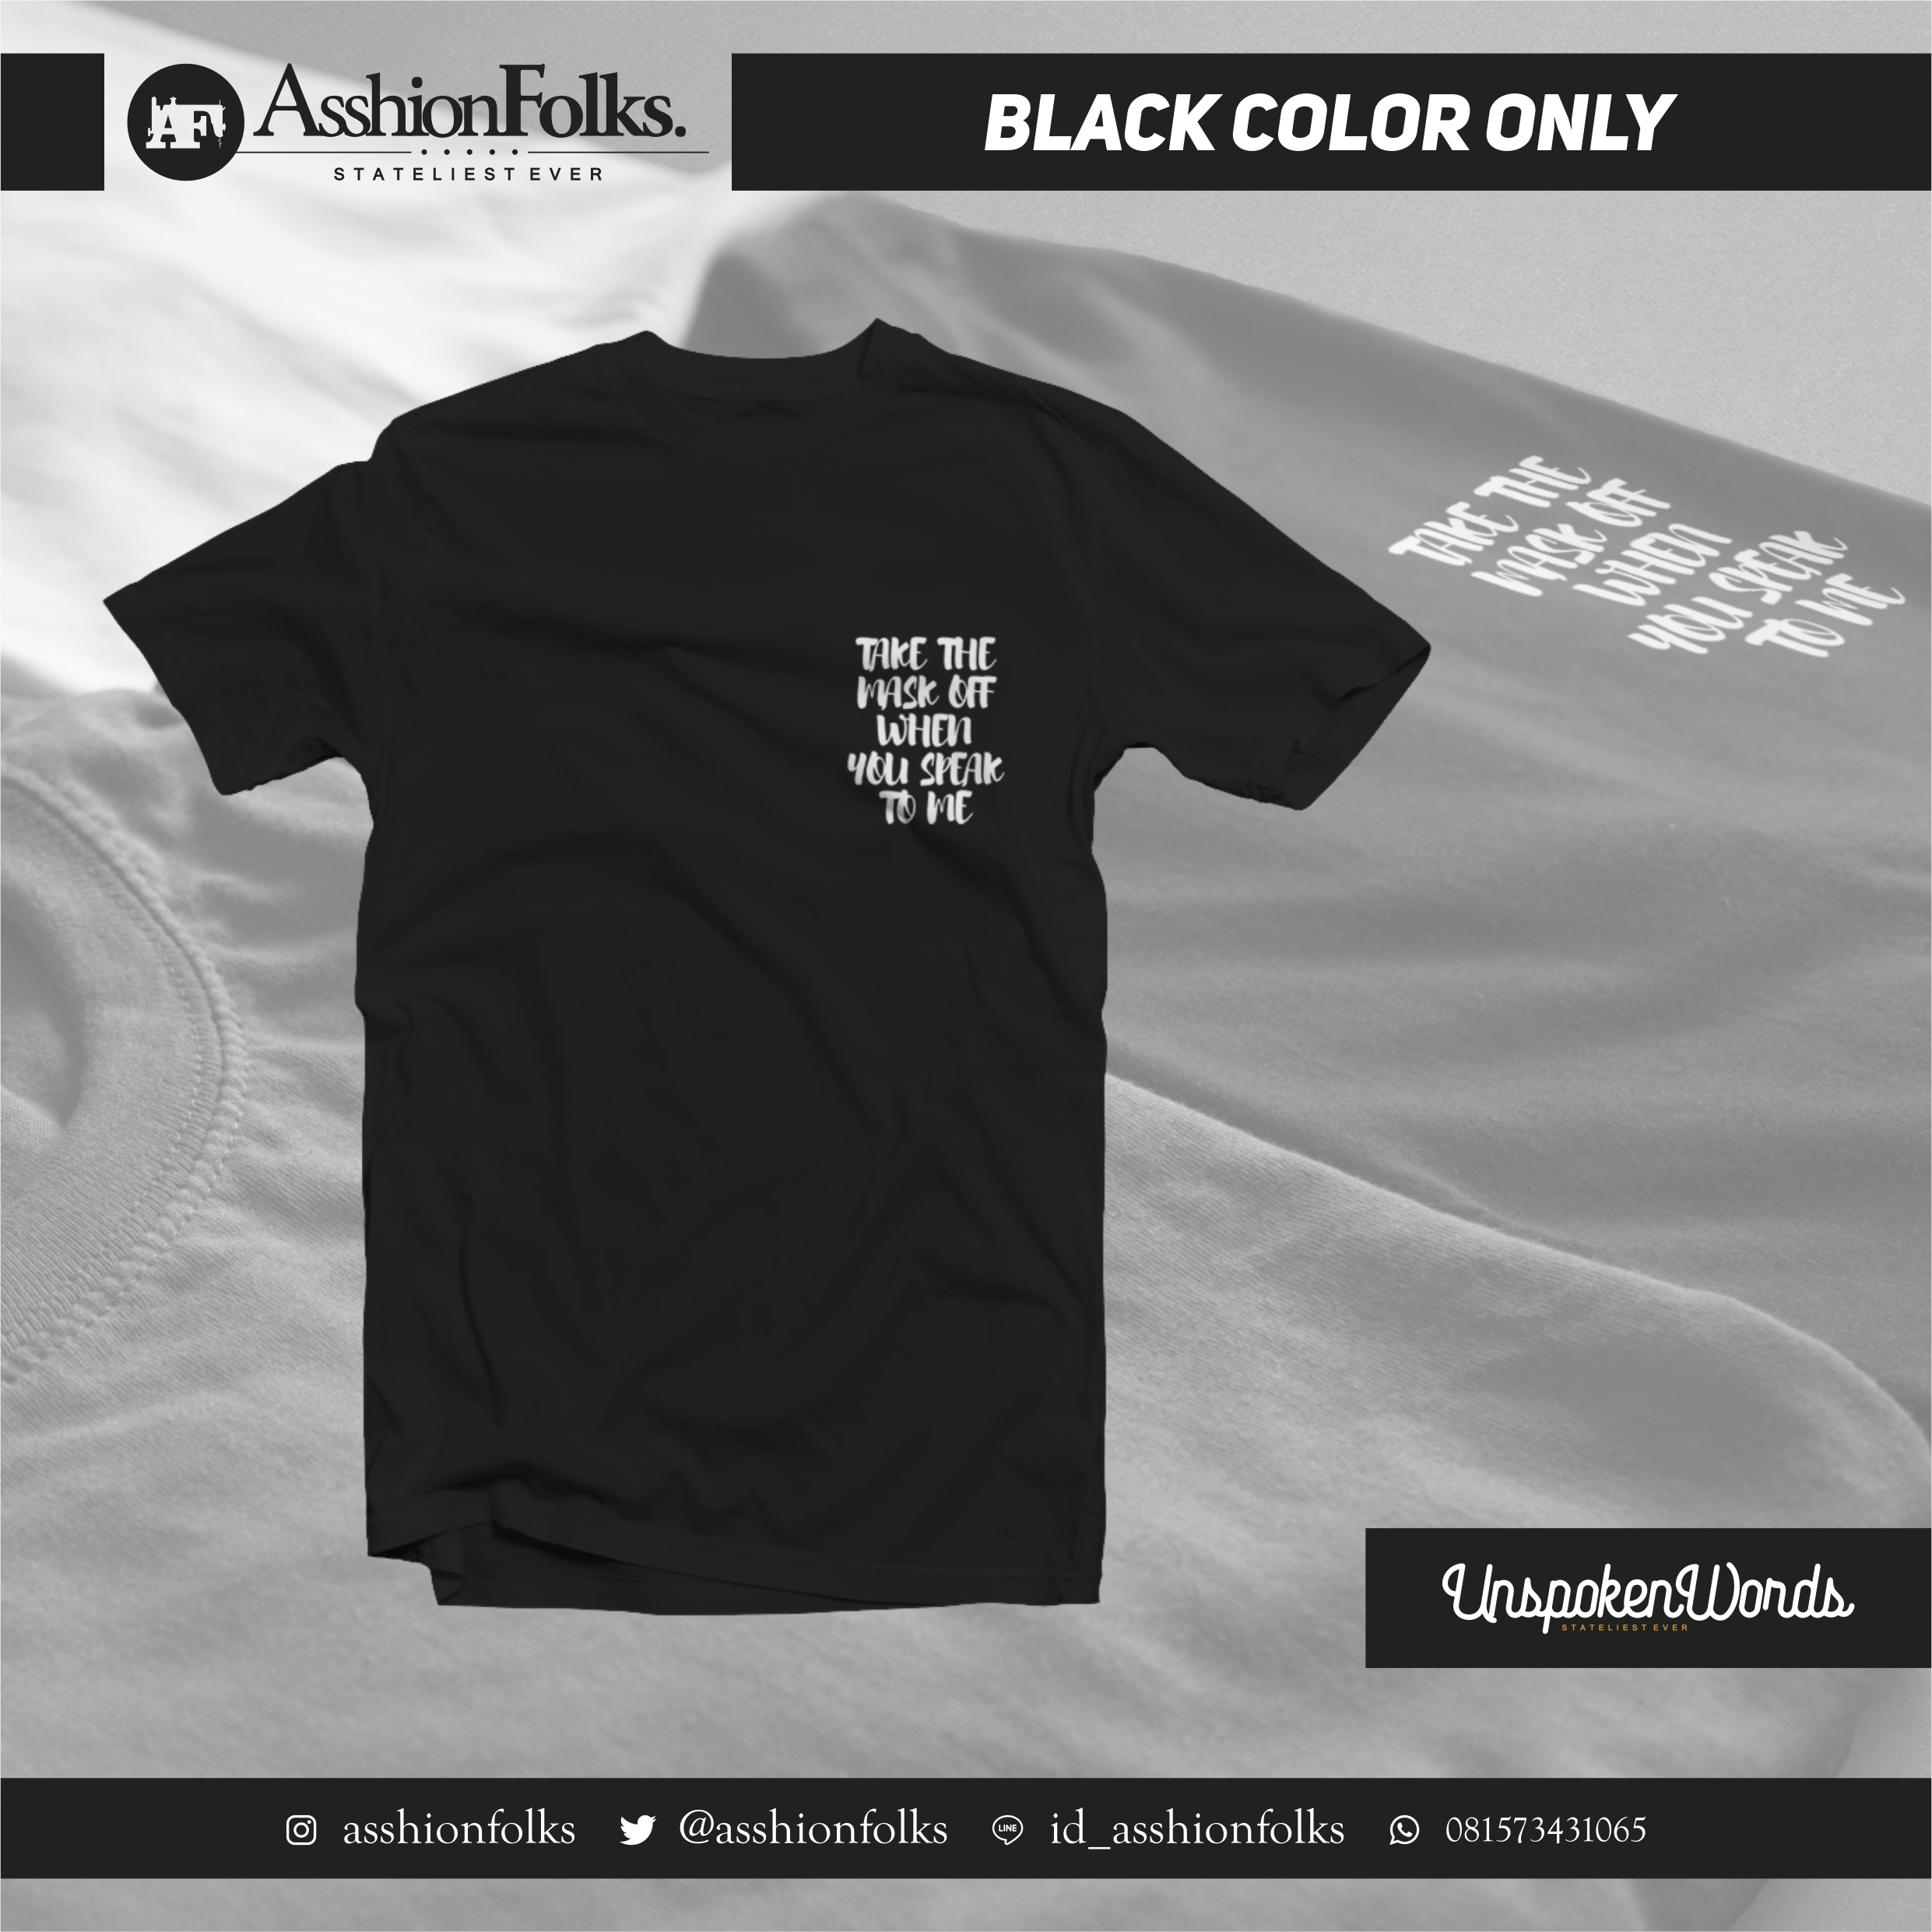 AF
AsshionFolks.
STATELIEST EVER
BLACK COLOR ONLY
TAKE THE
MASK OFF
WHEN
YOU SPEAK
TO ME
TAKE THE
MASK OFF
WHEN
YOU SPEAK
TO ME
UnspokenWords
STATELIEST EVER
asshionfolks
@asshionfolks
LINE
id_asshionfolks
081573431065